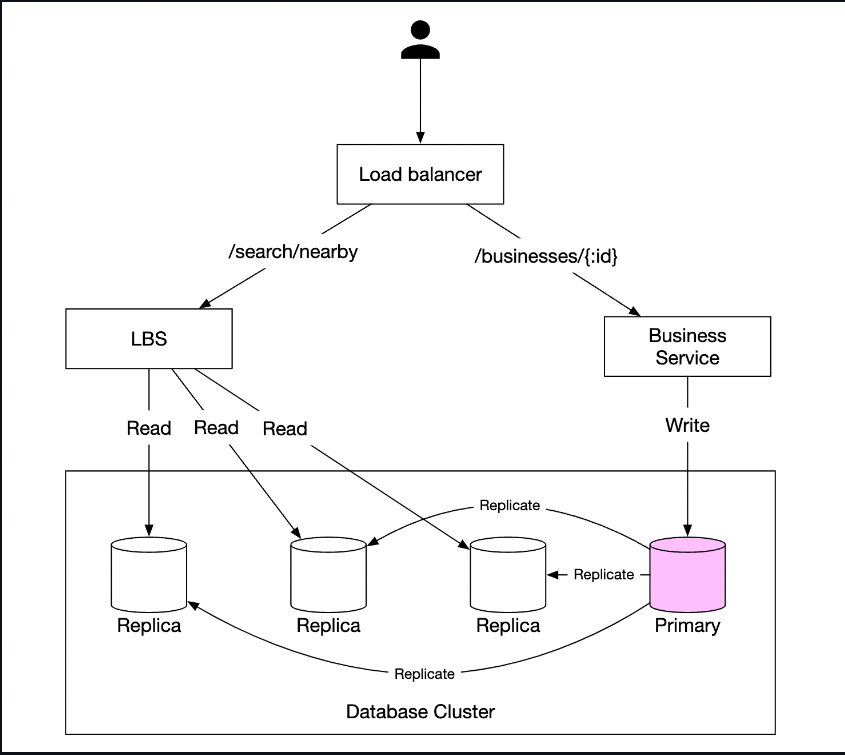 Load balancer
/search/nearby
/businesses/{:id}
LBS
Business
Service
Read
Read
Read
Write
Replicate
Replicate
Replica
Replica
Replica
Primary
Replicate
Database Cluster